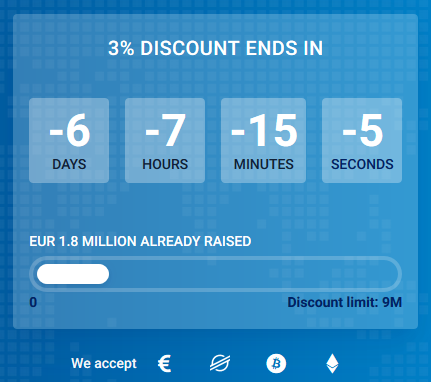 3% DISCOUNT ENDS IN
-6 -7 -15 -5
DAYS HOURS MINUTES SECONDS
EUR 1.8 MILLION ALREADY RAISED
0 Discount limit: 9M
We accept €